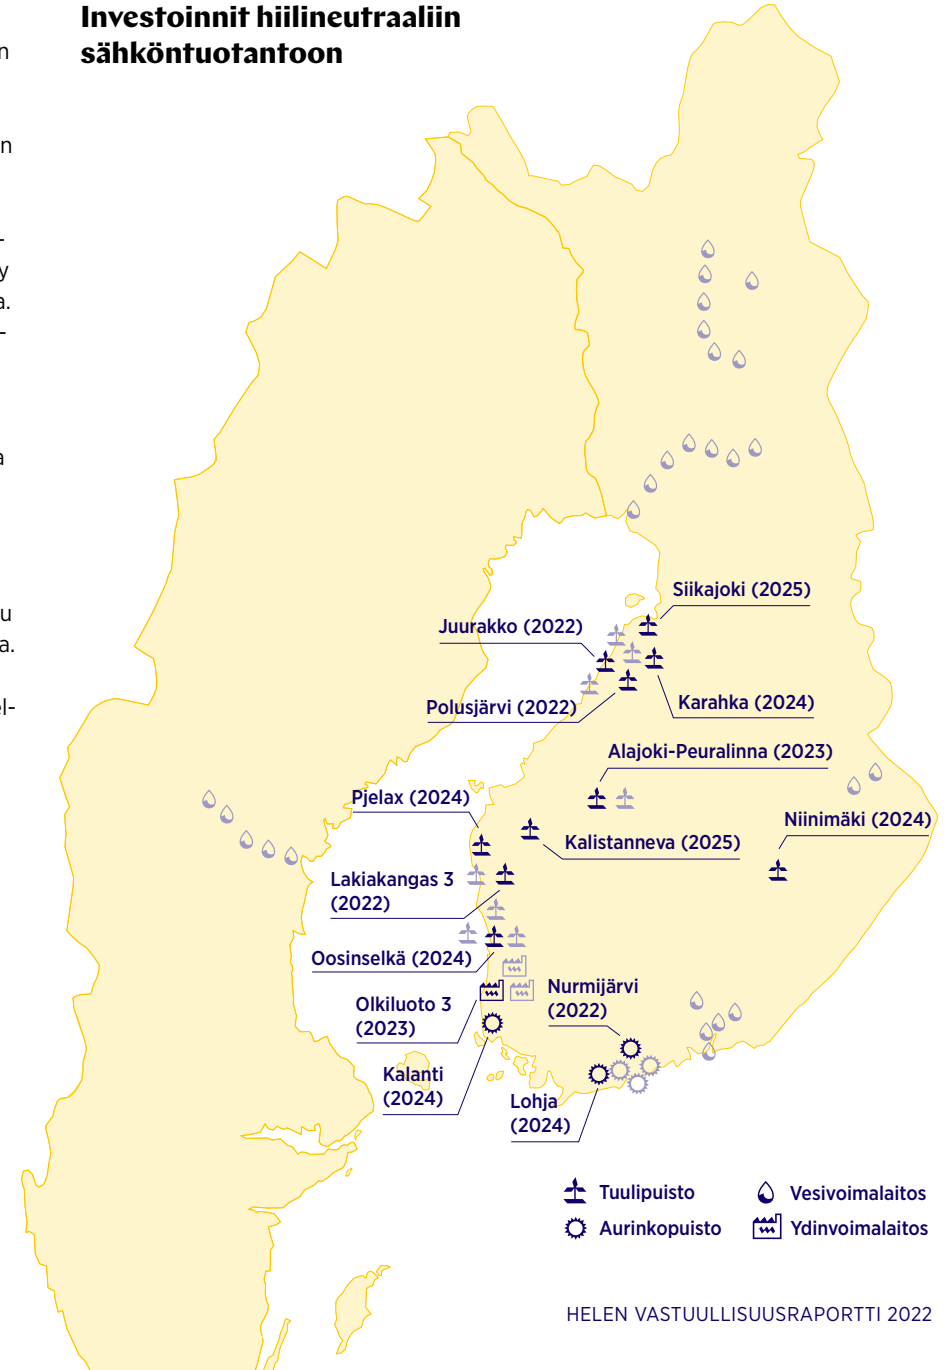 Investoinnit hiilineutraaliin
sähköntuotantoon
n
n
-
y
a.
-
a
u
a.
el-
Siikajoki (2025)
Juurakko (2022)
Karahka (2024)
Polusjärvi (2022)
Alajoki-Peuralinna (2023)
Pjelax (2024)
Niinimäki (2024)
Kalistanneva (2025)
Lakiakangas 3
(2022)
Oosinselkä (2024)
Nurmijärvi
(2022)
Olkiluoto 3
(2023)
Kalanti
(2024)
Lohja
(2024)
Tuulipuisto
Vesivoimalaitos
Aurinkopuisto
Ydinvoimalaitos
HELEN VASTUULLISUUSRAPORTTI 2022